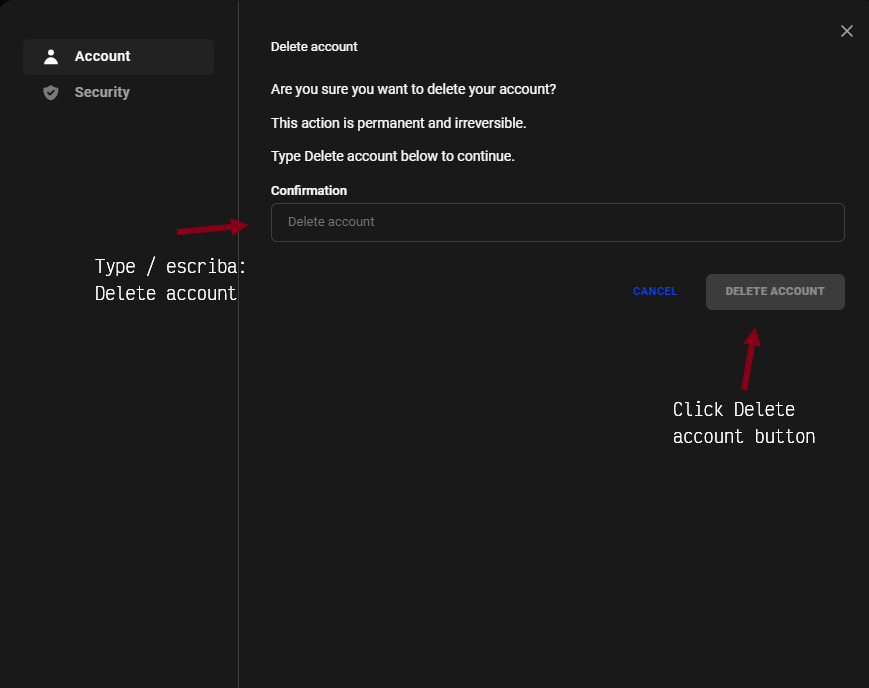 Account
Security
Delete account
Are you sure you want to delete your account?
This action is permanent and irreversible.
Type Delete account below to continue.
Confirmation
Delete account
Type / escriba:
Delete account
CANCEL
DELETE ACCOUNT
Click Delete
account button